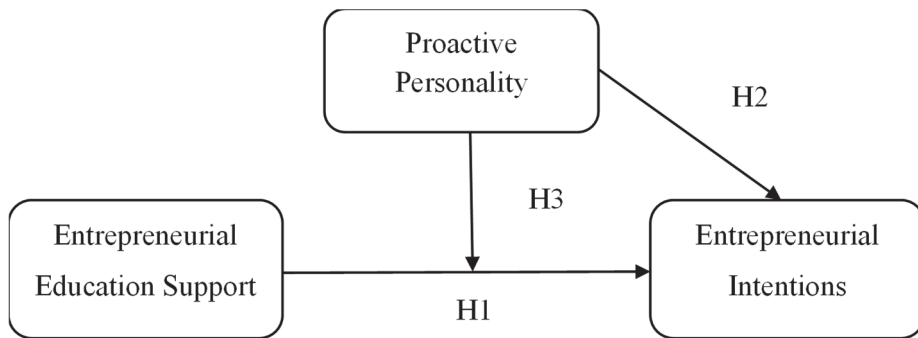 Proactive
Personality
H2
H3
Entrepreneurial
Education Support
Entrepreneurial
Intentions
H1